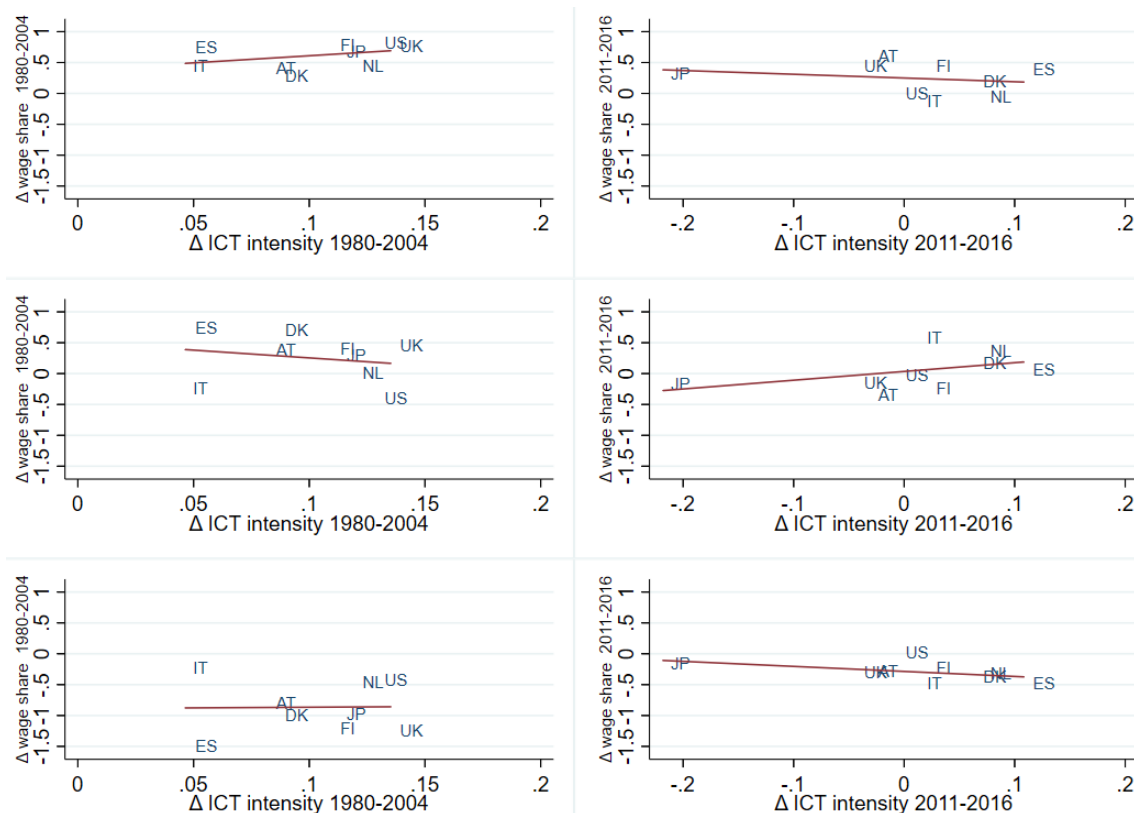 Δ wage share 1980-2004
1
.5
0
-.5
-1
-1.5
ES
IT
AT
DK
FI
JP
NL
US
UK
0 .05 .1 .15 .2
Δ ICT intensity 1980-2004
Δ wage share 2011-2016
1
.5
0
-.5
-1
-1.5
JP
UK
AT
US
IT
FI
DK
NL
ES
-.2 -.1 0 .1 .2
Δ ICT intensity 2011-2016
Δ wage share 1980-2004
1
.5
0
-.5
-1
-1.5
ES
IT
AT
DK
FI
JP
NL
US
UK
0 .05 .1 .15 .2
Δ ICT intensity 1980-2004
Δ wage share 2011-2016
1
.5
0
-.5
-1
-1.5
JP
UK
AT
US
IT
FI
DK
NL
ES
-.2 -.1 0 .1 .2
Δ ICT intensity 2011-2016
Δ wage share 1980-2004
1
.5
0
-.5
-1
-1.5
IT
ES
AT
DK
FI
JP
NL
US
UK
0 .05 .1 .15 .2
Δ ICT intensity 1980-2004
Δ wage share 2011-2016
1
.5
0
-.5
-1
-1.5
JP
UK
AT
US
IT
FI
DK
NL
ES
-.2 -.1 0 .1 .2
Δ ICT intensity 2011-2016